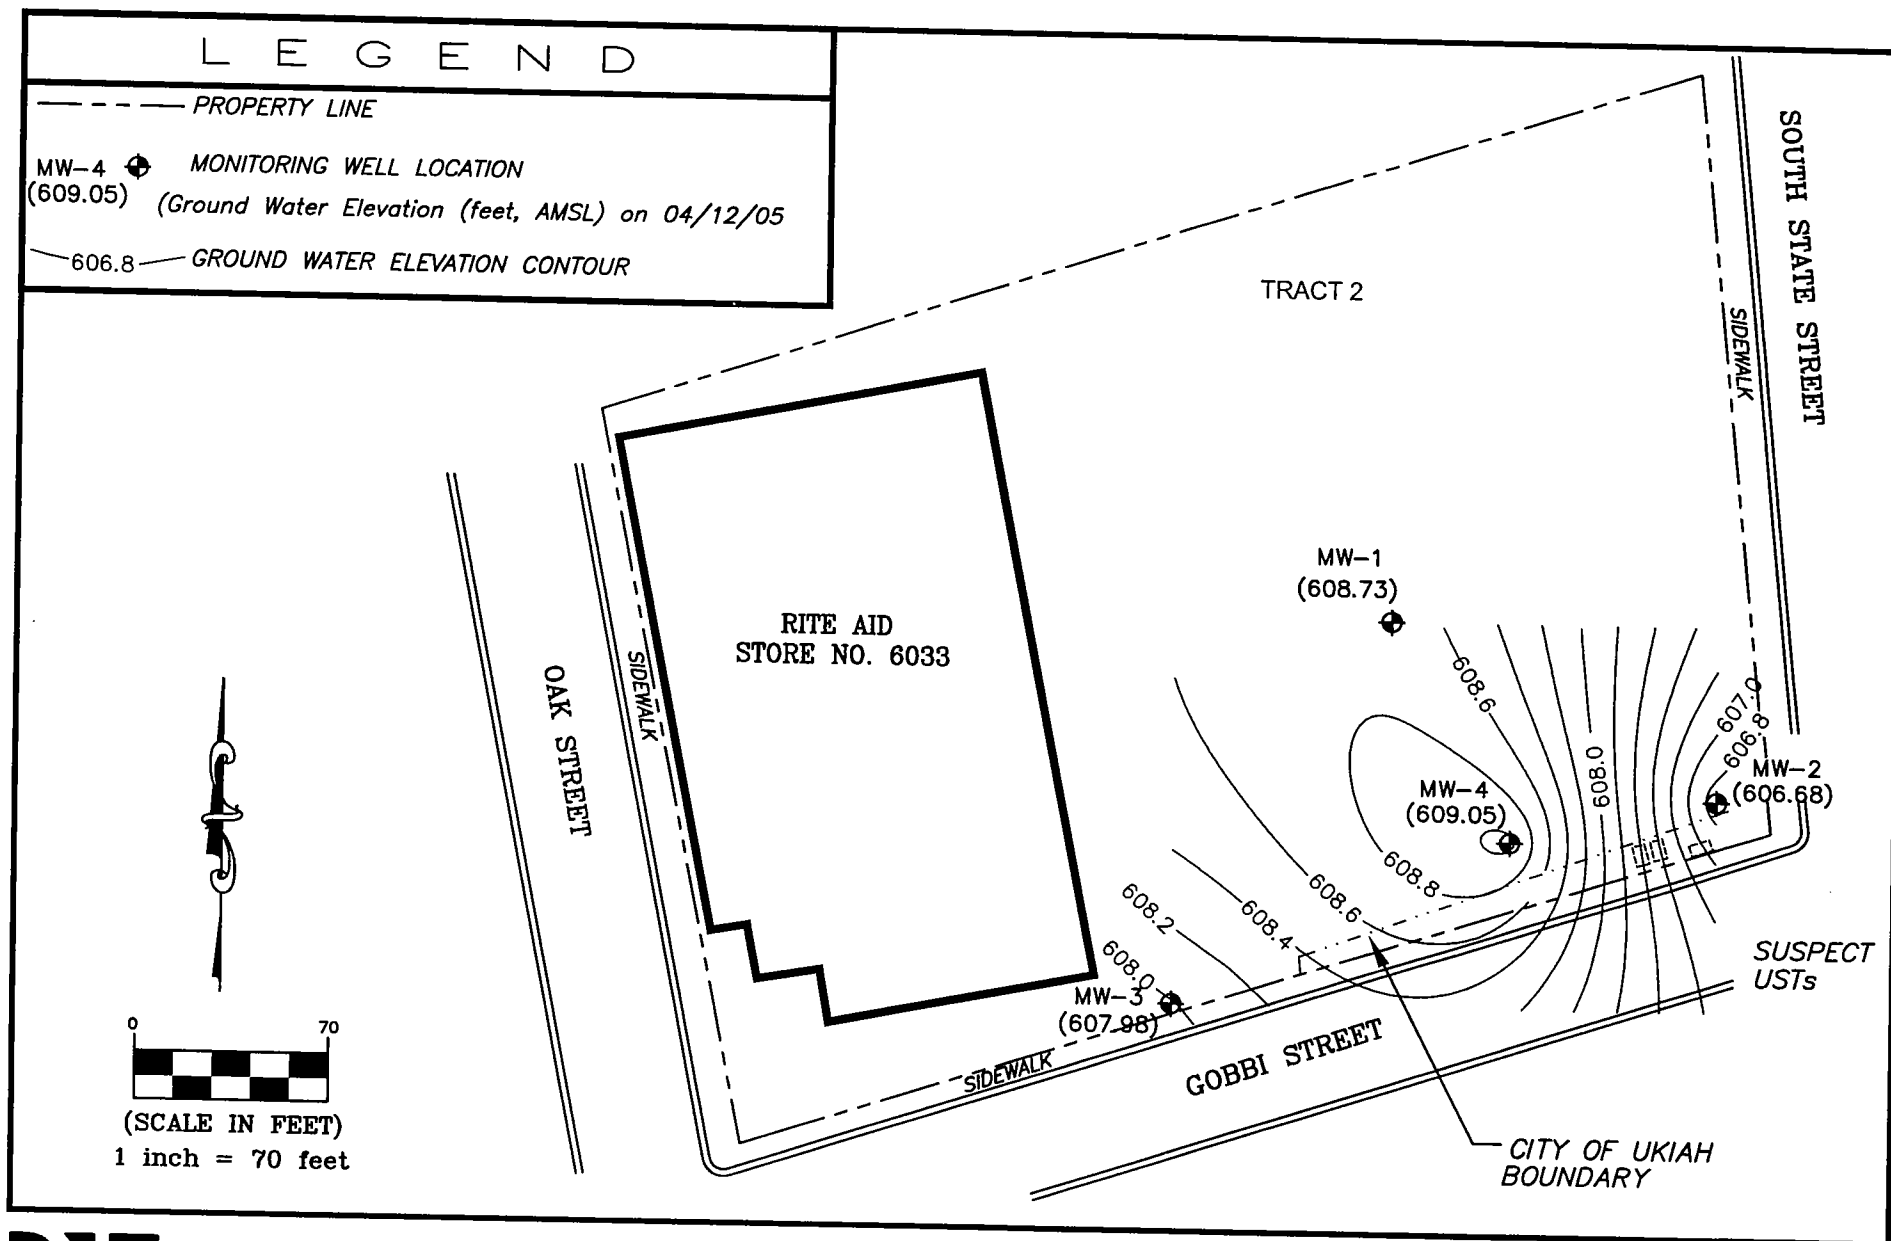 LEGEND
PROPERTY LINE
MW-4 MONITORING WELL LOCATION
(609.05) (Ground Water Elevation (feet, AMSL) on 04/12/05
606.8 GROUND WATER ELEVATION CONTOUR
SOUTH STATE STREET
SIDEWALK
TRACT 2
RITE AID
STORE NO. 6033
OAK STREET
SIDEWALK
MW-1
(608.73)
608.6
608.0
607.0
606.8
MW-2
(606.68)
MW-4
(609.05)
608.8
608.6
608.4
608.2
608.0
MW-3
(607.98)
SIDEWALK
GOBBI STREET
SUSPECT
USTs
CITY OF UKIAH
BOUNDARY
0 70
(SCALE IN FEET)
1 inch = 70 feet